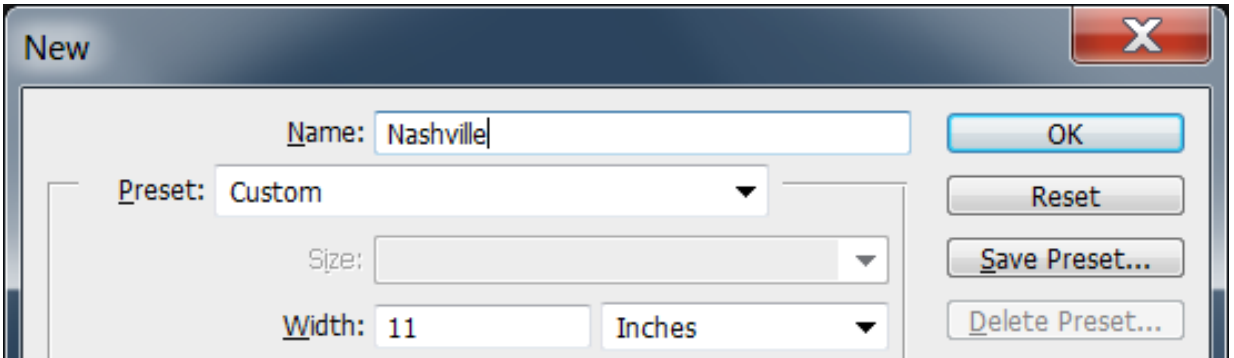 New
Name: Nashville OK
Preset: Custom Reset
Size: Save Preset...
Width: 11 Inches Delete Preset...